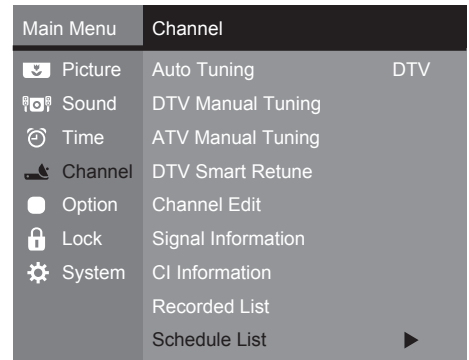 Main Menu
Channel
Picture
Sound
Time
Channel
Option
Lock
System
Auto Tuning DTV
DTV Manual Tuning
ATV Manual Tuning
DTV Smart Retune
Channel Edit
Signal Information
CI Information
Recorded List
Schedule List